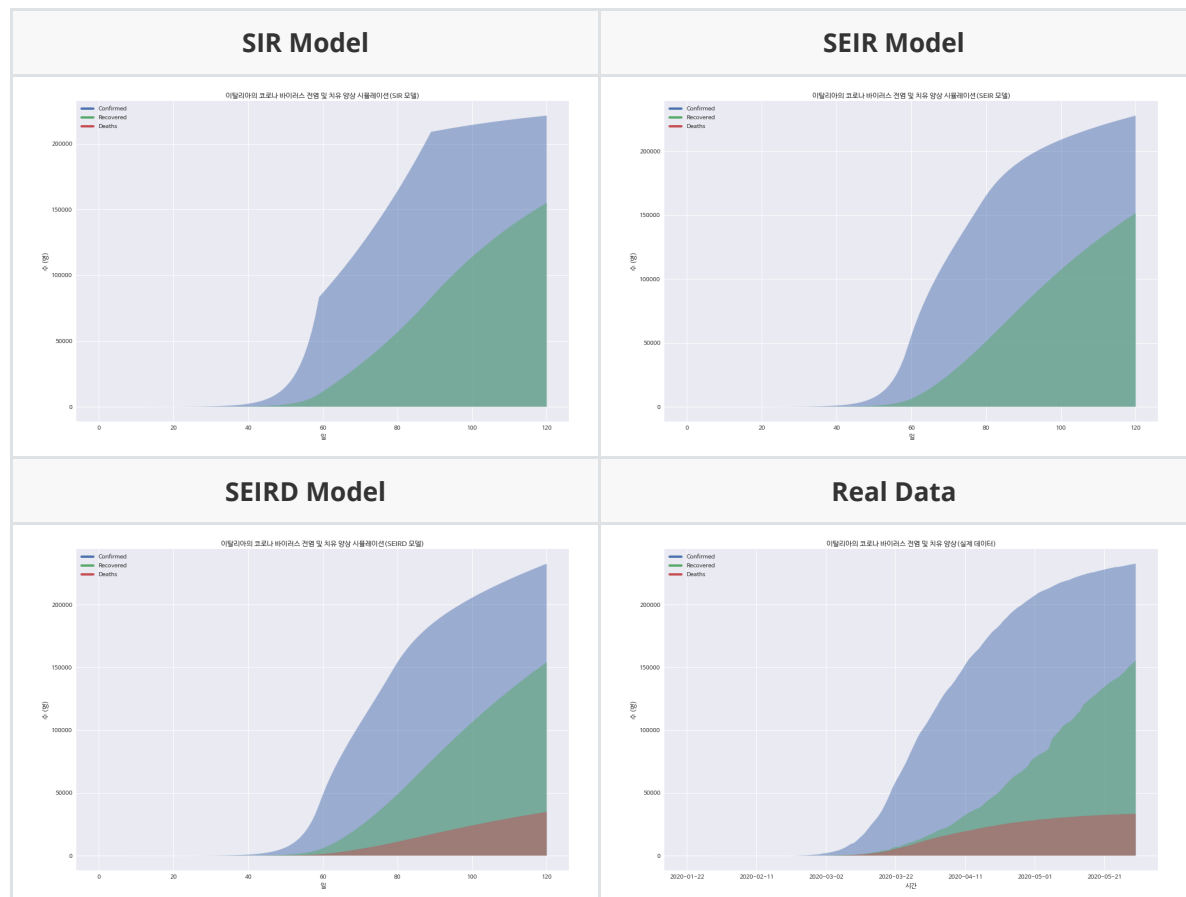 SIR Model
SEIR Model
이탈리아의 코로나 바이러스 전염 및 치유 양상 시뮬레이션(SIR 모델)
Confirmed
Recovered
Deaths
수 (명)
200000
150000
100000
50000
0
0 20 40 60 80 100 120
일
이탈리아의 코로나 바이러스 전염 및 치유 양상 시뮬레이션(SEIR 모델)
Confirmed
Recovered
Deaths
수 (명)
200000
150000
100000
50000
0
0 20 40 60 80 100 120
일
SEIRD Model
Real Data
이탈리아의 코로나 바이러스 전염 및 치유 양상 시뮬레이션(SEIRD 모델)
Confirmed
Recovered
Deaths
수 (명)
200000
150000
100000
50000
0
0 20 40 60 80 100 120
일
이탈리아의 코로나 바이러스 전염 및 치유 양상(실제 데이터)
Confirmed
Recovered
Deaths
수 (명)
200000
150000
100000
50000
0
2020-01-22 2020-02-11 2020-03-02 2020-03-22 2020-04-11 2020-05-01 2020-05-21
시간